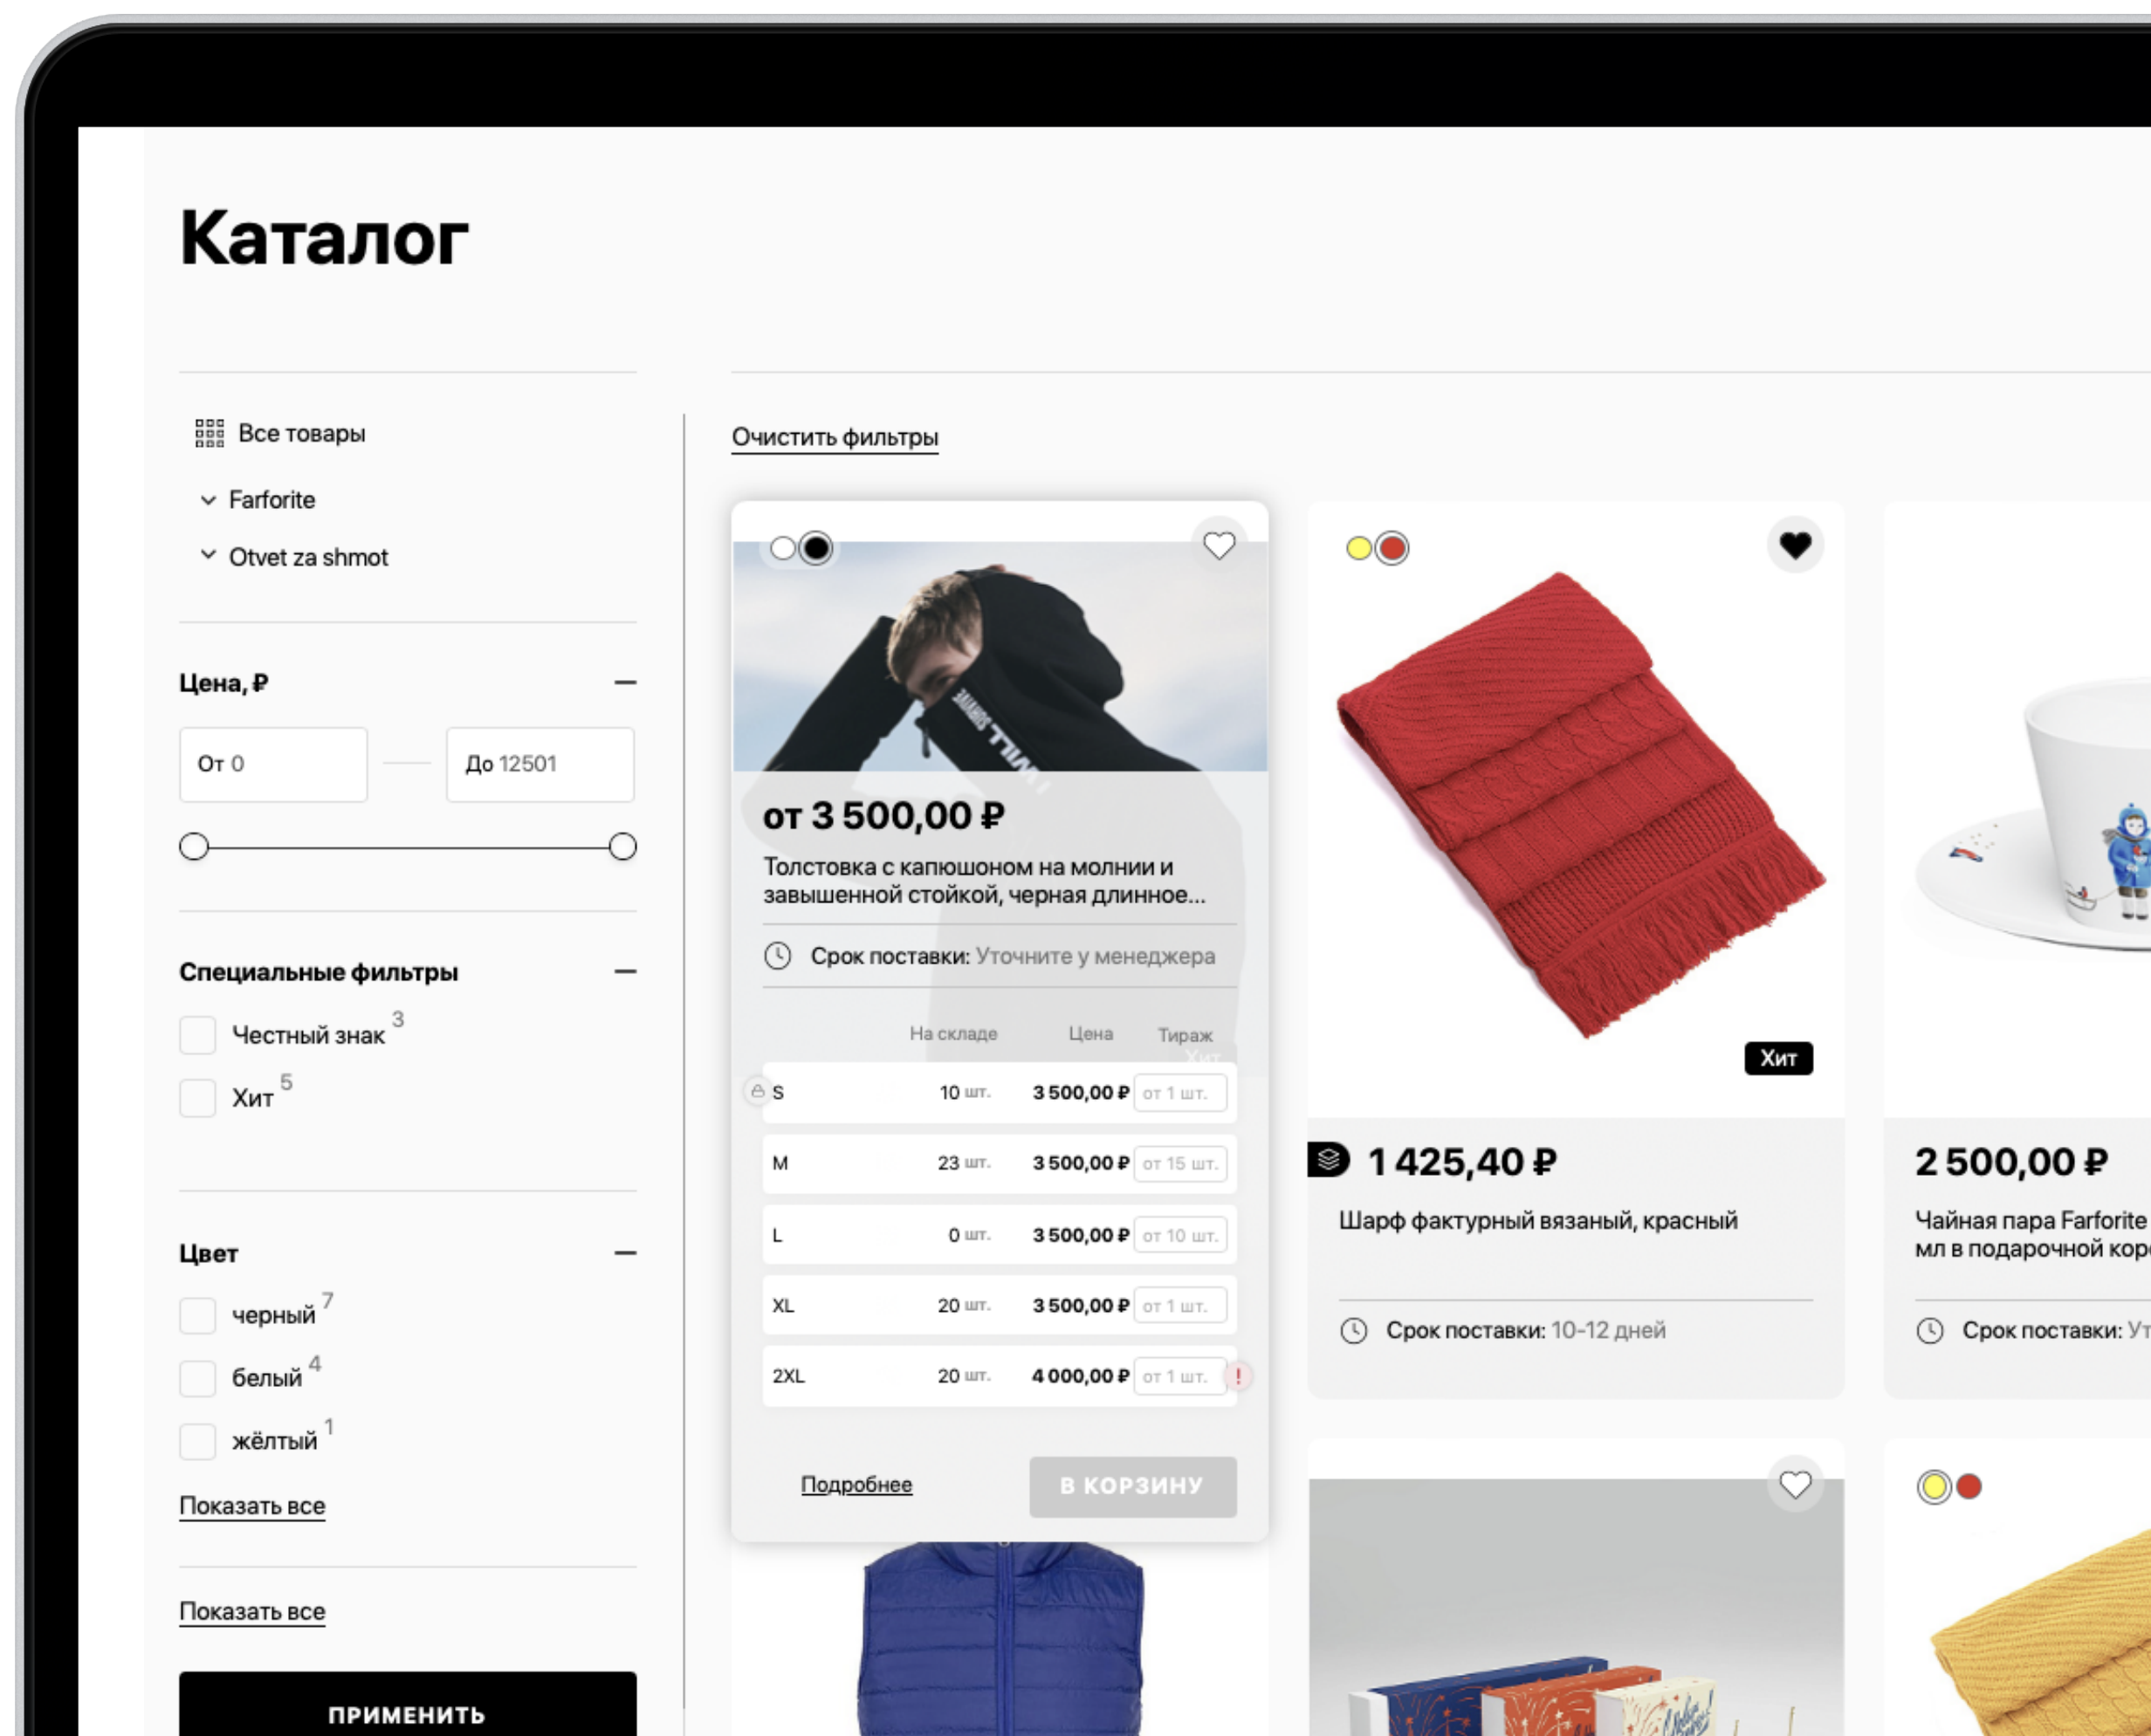 Каталог
Все товары
Farforite
Otvet za shmot
Цена, ₽
От 0
До 12501
Специальные фильтры
Честный знак 3
Хит 5
Цвет
черный 7
белый 4
жёлтый 1
Показать все
Показать все
ПРИМЕНИТЬ
Очистить фильтры
от 3 500,00 ₽
Толстовка с капюшоном на молнии и
завышенной стойкой, черная длинное...
Срок поставки: Уточните у менеджера
На складе Цена Тираж
Хит
S 10 шт. 3 500,00 ₽ от 1 шт.
M 23 шт. 3 500,00 ₽ от 15 шт.
L 0 шт. 3 500,00 ₽ от 10 шт.
XL 20 шт. 3 500,00 ₽ от 1 шт.
2XL 20 шт. 4 000,00 ₽ от 1 шт. !
Подробнее
В КОРЗИНУ
Хит
1 425,40 ₽
Шарф фактурный вязаный, красный
Срок поставки: 10-12 дней
2 500,00 ₽
Чайная пара Farforite
мл в подарочной кор
Срок поставки: Ут